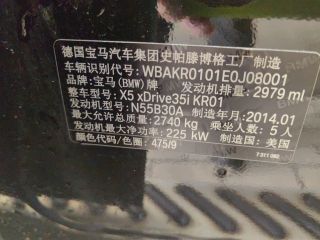 德国宝马汽车集团史帕滕博格工厂制造
车辆识别代号: WBAKR0101E0J08001
品牌: 宝马(BMW)牌 发动机排量: 2979 ml
车型: X5 xDrive35i KR01
发动机型号: N55B30A 制造年月: 2014.01
最大允许总质量: 2740 kg 乘坐人数: 5 人
发动机最大净功率: 225 kW 制造国: 美国
颜色代码/色圈: 475/9
7 311 092